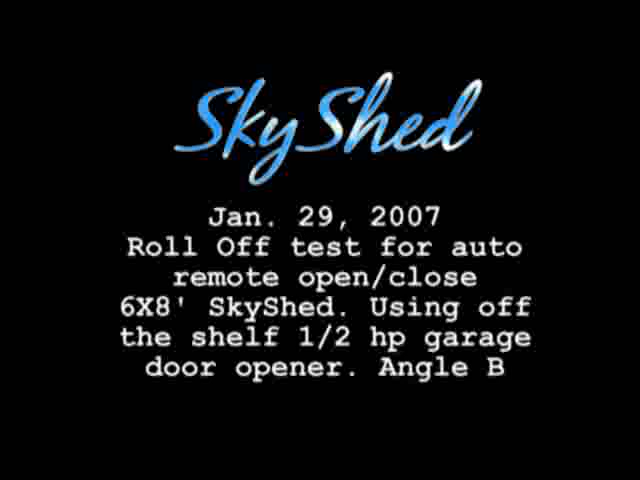 SkyShed
Jan. 29, 2007
Roll Off test for auto
remote open/close
6X8' SkyShed. Using off
the shelf 1/2 hp garage
door opener. Angle B